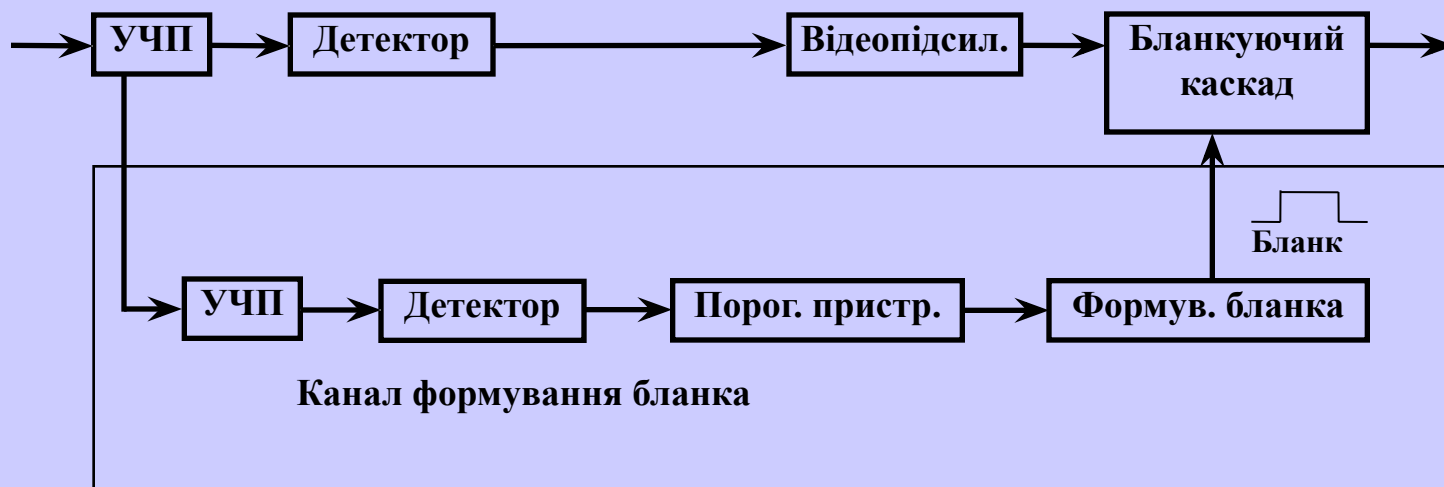 УЧП
Детектор
Відеопідсил.
Бланкуючий
каскад
Бланк
УЧП
Детектор
Порог. пристр.
Формув. бланка
Канал формування бланка